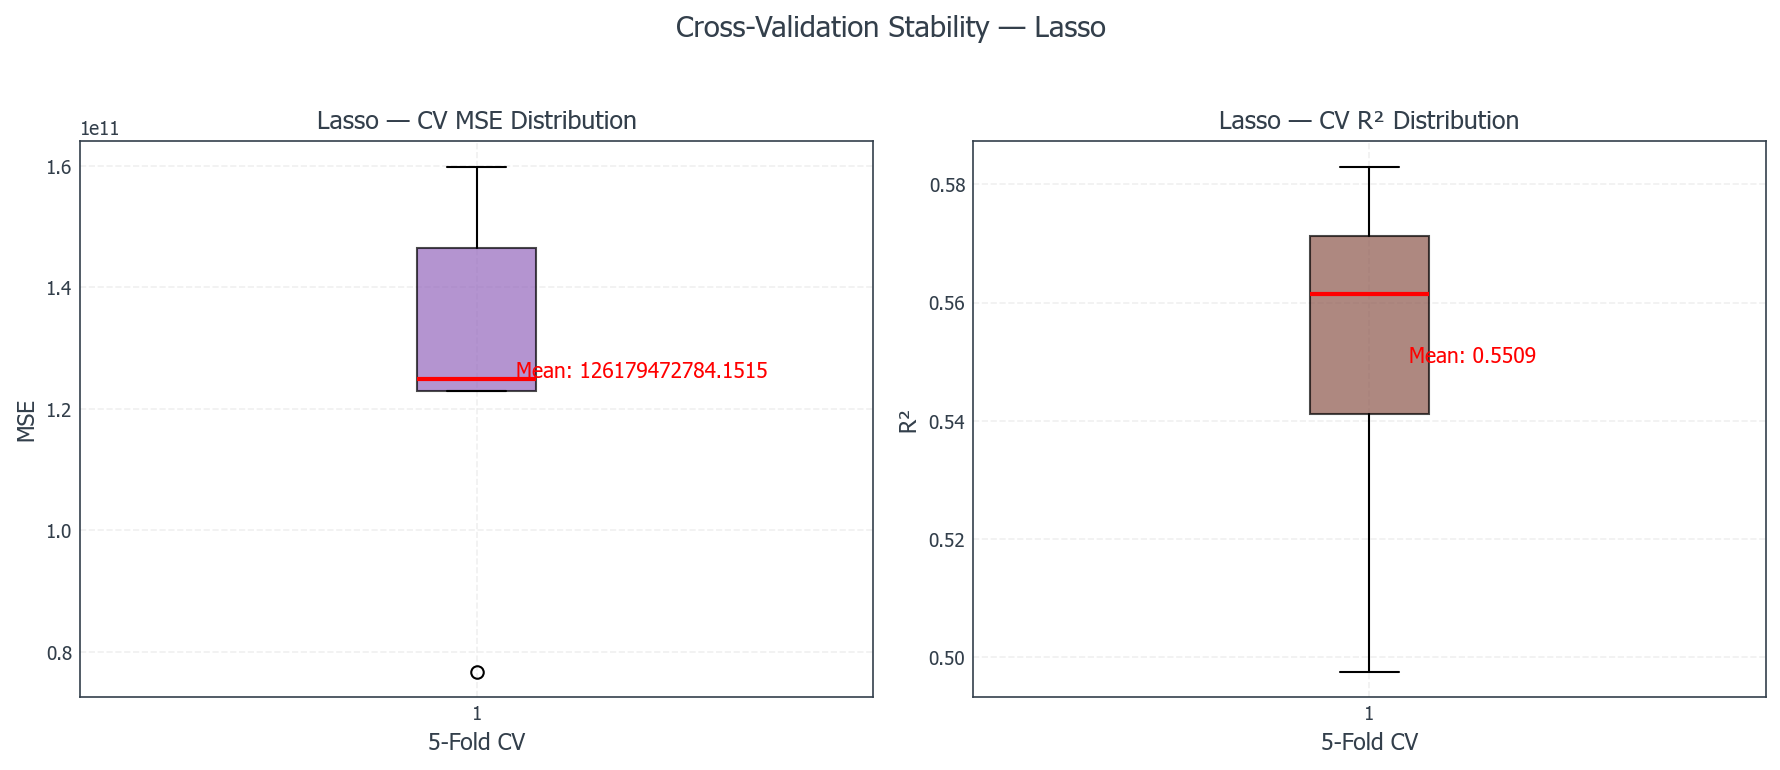 Cross-Validation Stability — Lasso
Lasso — CV MSE Distribution
1e11
1.6
1.4
1.2
1.0
0.8
MSE
Mean: 126179472784.1515
1
5-Fold CV
Lasso — CV R² Distribution
0.58
0.56
0.54
0.52
0.50
R²
Mean: 0.5509
1
5-Fold CV